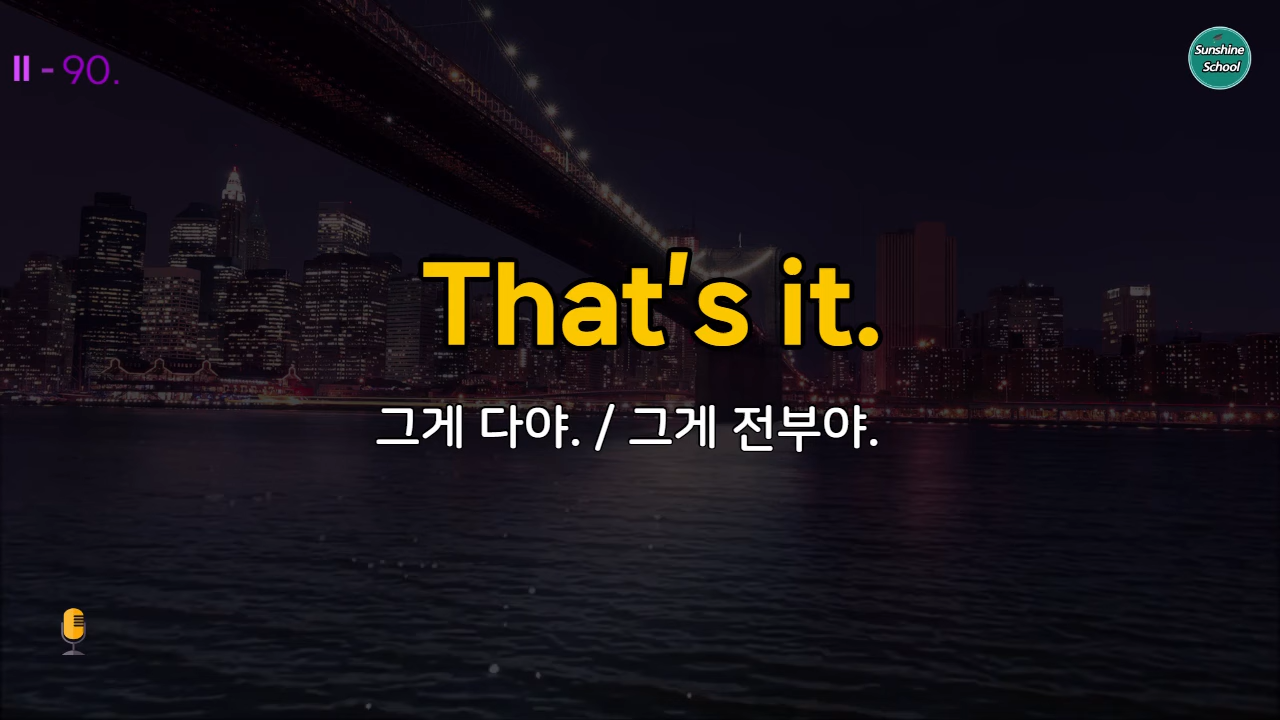 II - 90.
Sunshine
School
That's it.
그게 다야. / 그게 전부야.